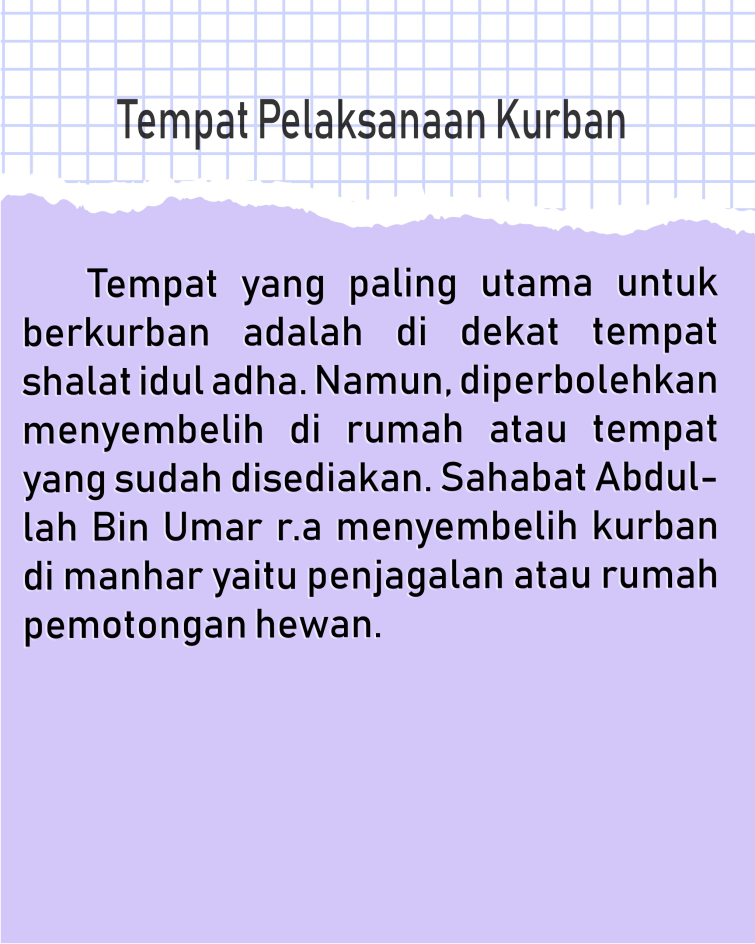 Tempat Pelaksanaan Kurban
Tempat yang paling utama untuk
berkurban adalah di dekat tempat
shalat idul adha. Namun, diperbolehkan
menyembelih di rumah atau tempat
yang sudah disediakan. Sahabat Abdul-
lah Bin Umar r.a menyembelih kurban
di manhar yaitu penjagalan atau rumah
pemotongan hewan.